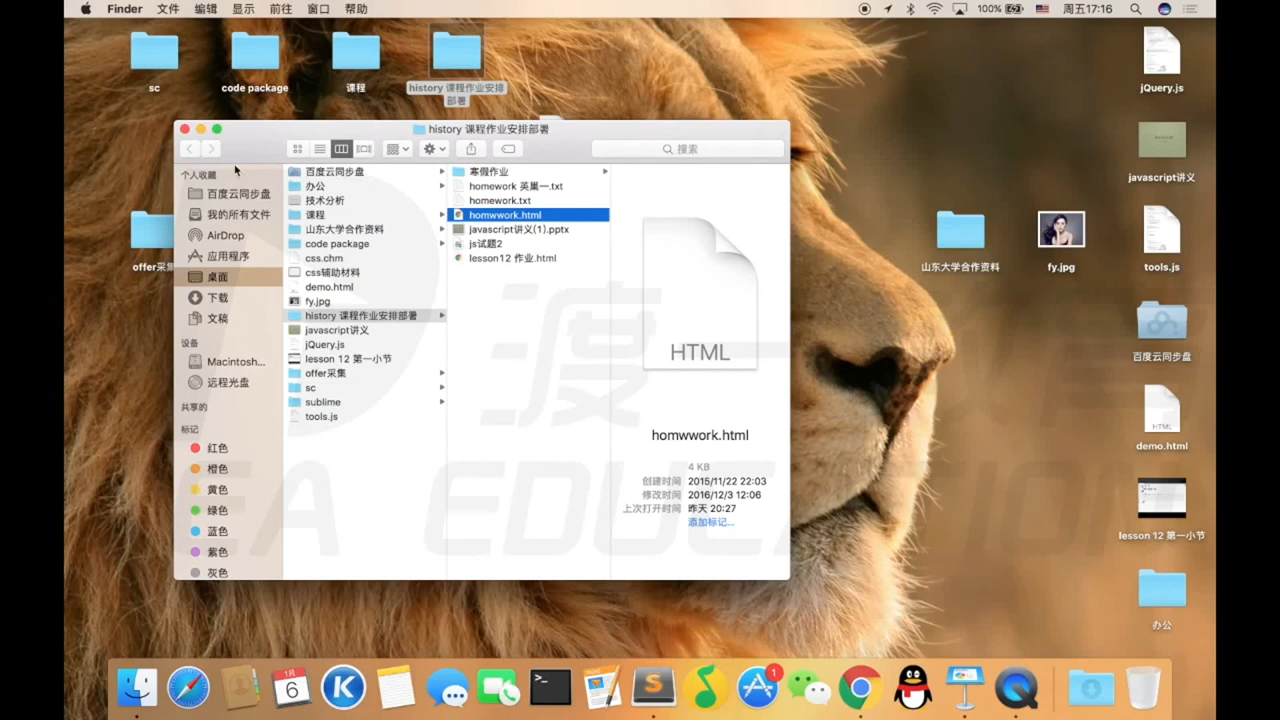 Finder 文件 编辑 显示 前往 窗口 帮助 100% 周五17:16
sc
code package
课程
history 课程作业安排
部署
jQuery.js
history 课程作业安排部署
搜索
个人收藏
百度云同步盘
我的所有文件
AirDrop
应用程序
桌面
下载
文稿
设备
Macintosh...
远程光盘
共享的
标记
红色
橙色
黄色
绿色
蓝色
紫色
灰色
百度云同步盘
办公
技术分析
课程
山东大学合作资料
code package
css.chm
css辅助材料
demo.html
fy.jpg
history 课程作业安排部署
javascript讲义
jQuery.js
lesson 12 第一小节
offer采集
sc
sublime
tools.js
寒假作业
homework 英巢一.txt
homework.txt
homwwork.html
javascript讲义(1).pptx
js试题2
lesson12 作业.html
HTML
homwwork.html
4 KB
创建时间 2015/11/22 22:03
修改时间 2016/12/3 12:06
上次打开时间 昨天 20:27
添加标记...
javascript讲义
offer采集
山东大学合作资料
fy.jpg
tools.js
百度云同步盘
HTML
demo.html
lesson 12 第一小节
办公
1月
6
1
EDUCATION